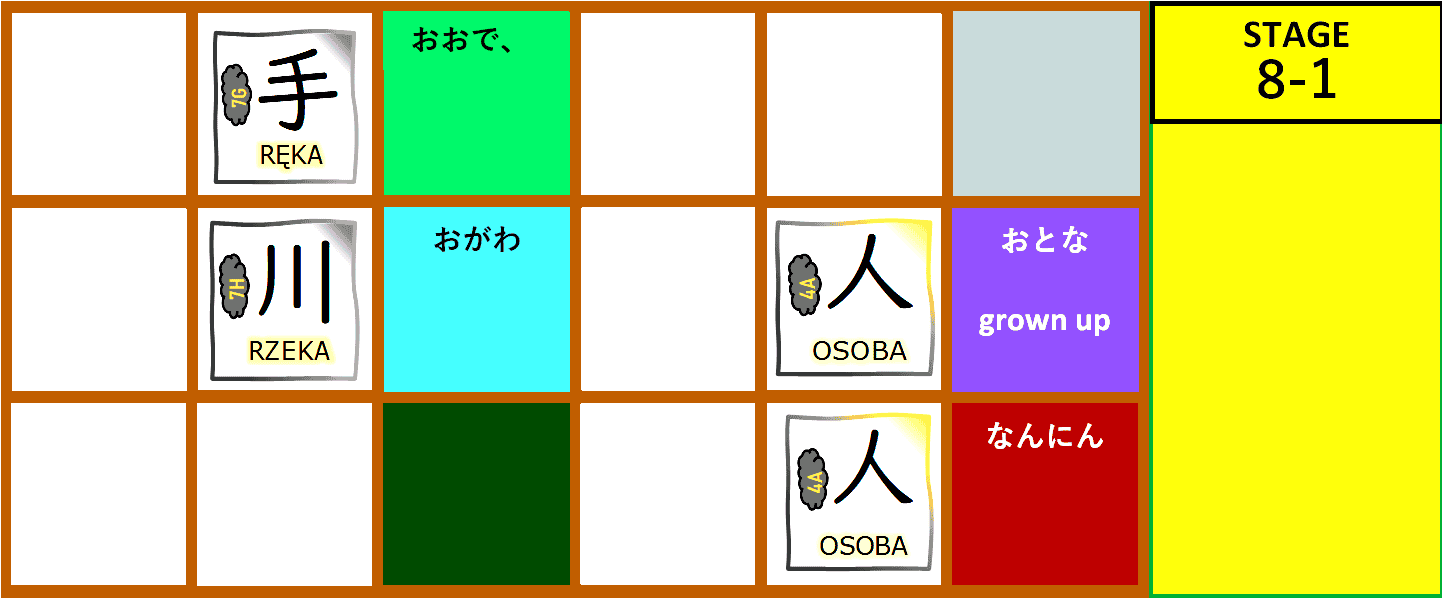 7G
手
RĘKA
おおで、
STAGE
8-1
7H
川
RZEKA
おがわ
4A
人
OSOBA
おとな
grown up
4A
人
OSOBA
なんにん